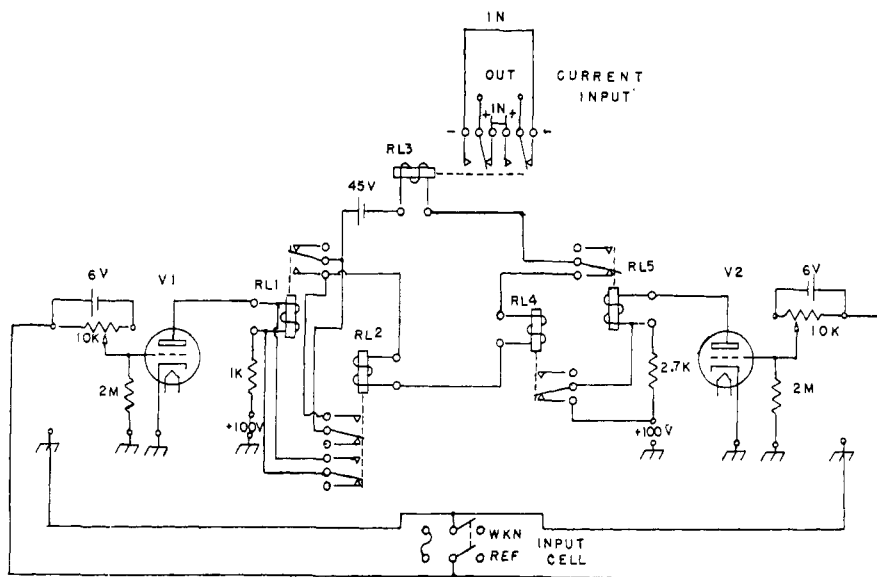 IN
OUT
CURRENT
INPUT
+IN+
-
-
RL3
45V
6V
V1
RL1
RL5
V2
6V
10K
RL4
10K
RL2
1K
2.7K
2M
2M
+100V
+100V
WKN
INPUT
REF
CELL